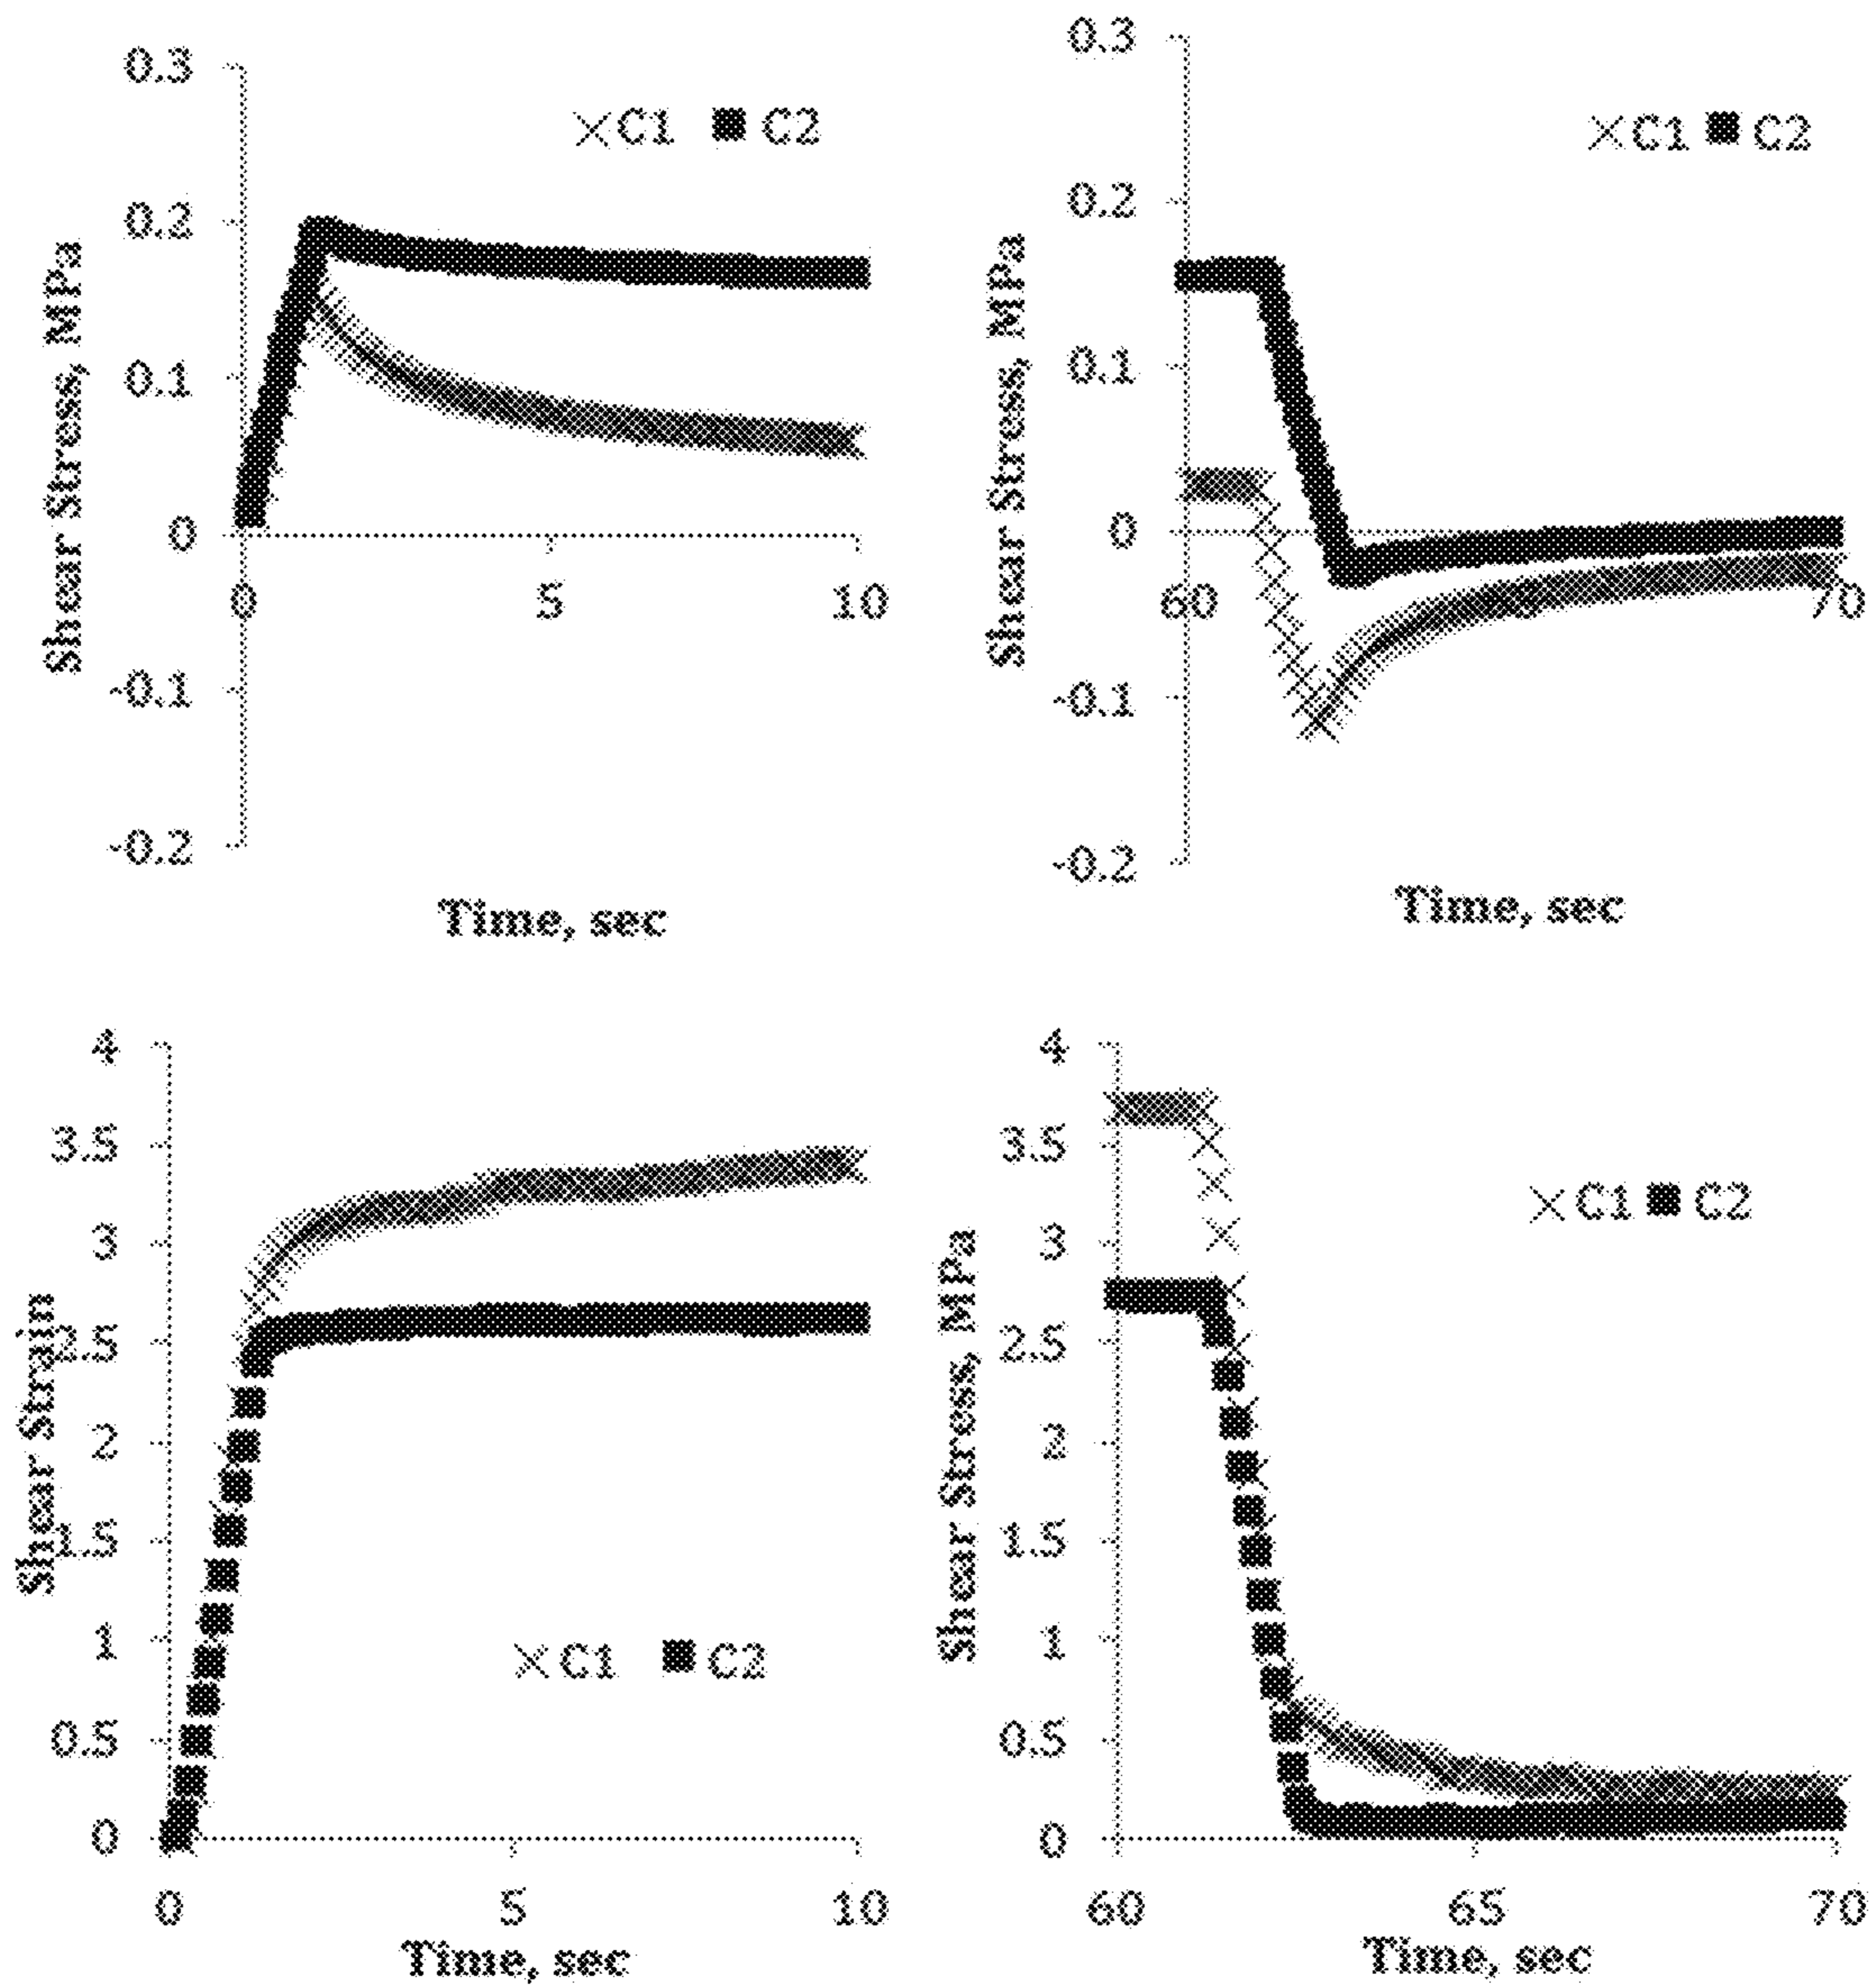 0.3
×C1 ■ C2
0.2
0.1
0
-0.1
-0.2
0 5 10
Shear Stress, MPa
Time, sec
0.3
×C1 ■ C2
0.2
0.1
0
-0.1
-0.2
60 70
Shear Stress, MPa
Time, sec
4
3.5
3
2.5
2
1.5
1
0.5
0
×C1 ■ C2
0 5 10
Shear Strain
Time, sec
4
3.5
3
2.5
2
1.5
1
0.5
0
×C1 ■ C2
60 65 70
Shear Stress, MPa
Time, sec